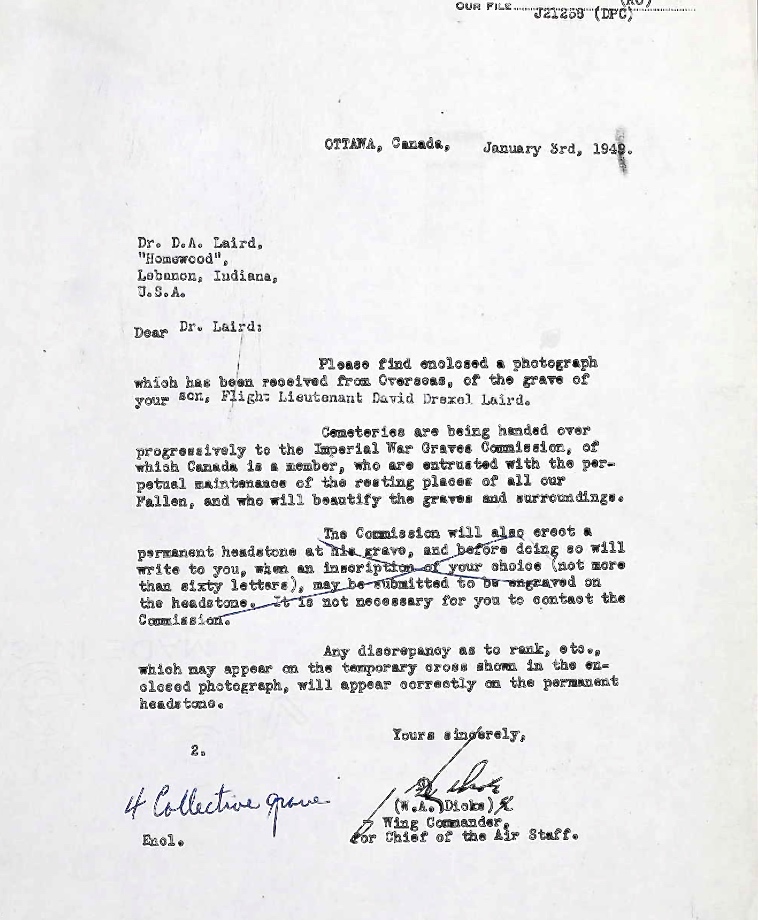 OUR FILE J21258 (DPC)
OTTAWA, Canada, January 3rd, 194
Dr. D.A. Laird,
"Homewood",
Lebanon, Indiana,
U.S.A.
Dear Dr. Laird:
Please find enclosed a photograph
which has been received from Overseas, of the grave of
your son, Flight Lieutenant David Drexel Laird.
Cemeteries are being handed over
progressively to the Imperial War Graves Commission, of
which Canada is a member, who are entrusted with the per-
petual maintenance of the resting places of all our
Fallen, and who will beautify the graves and surroundings.
The Commission will also erect a
permanent headstone at his grave, and before doing so will
write to you, when an inscription of your choice (not more
than sixty letters), may be submitted to be engraved on
the headstone. It is not necessary for you to contact the
Commission.
Any discrepancy as to rank, etc.,
which may appear on the temporary cross shown in the en-
closed photograph, will appear correctly on the permanent
headstone.
Yours sincerely,
2.
4 Collective grave
(W.A. Dicks)
Wing Commander,
for Chief of the Air Staff.
Encl.